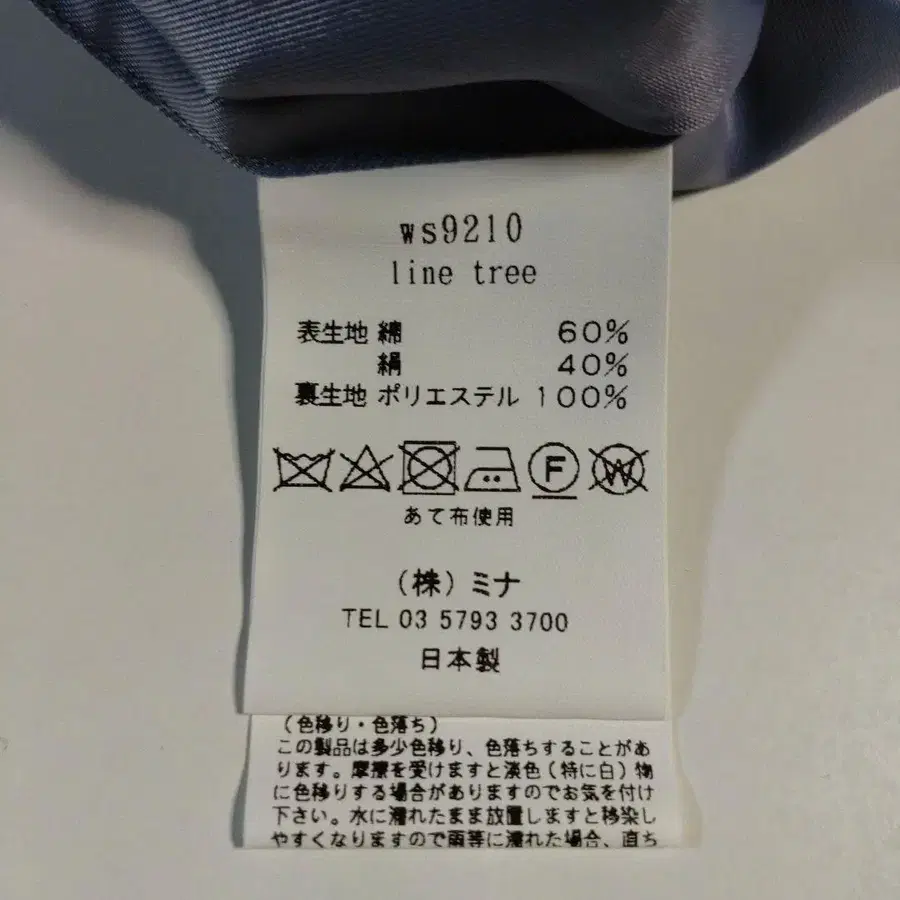 ws9210
line tree
表生地 綿 60%
絹 40%
裏生地 ポリエステル 100%
F W
あて布使用
(株)ミナ
TEL 03 5793 3700
日本製
(色移り・色落ち)
この製品は多少色移り、色落ちすることがあ
ります。摩擦を受けますと淡色(特に白)物
に色移りする場合がありますのでお気を付け
下さい。水に濡れたまま放置しますと移染し
やすくなりますので雨等に濡れた場合、直ち